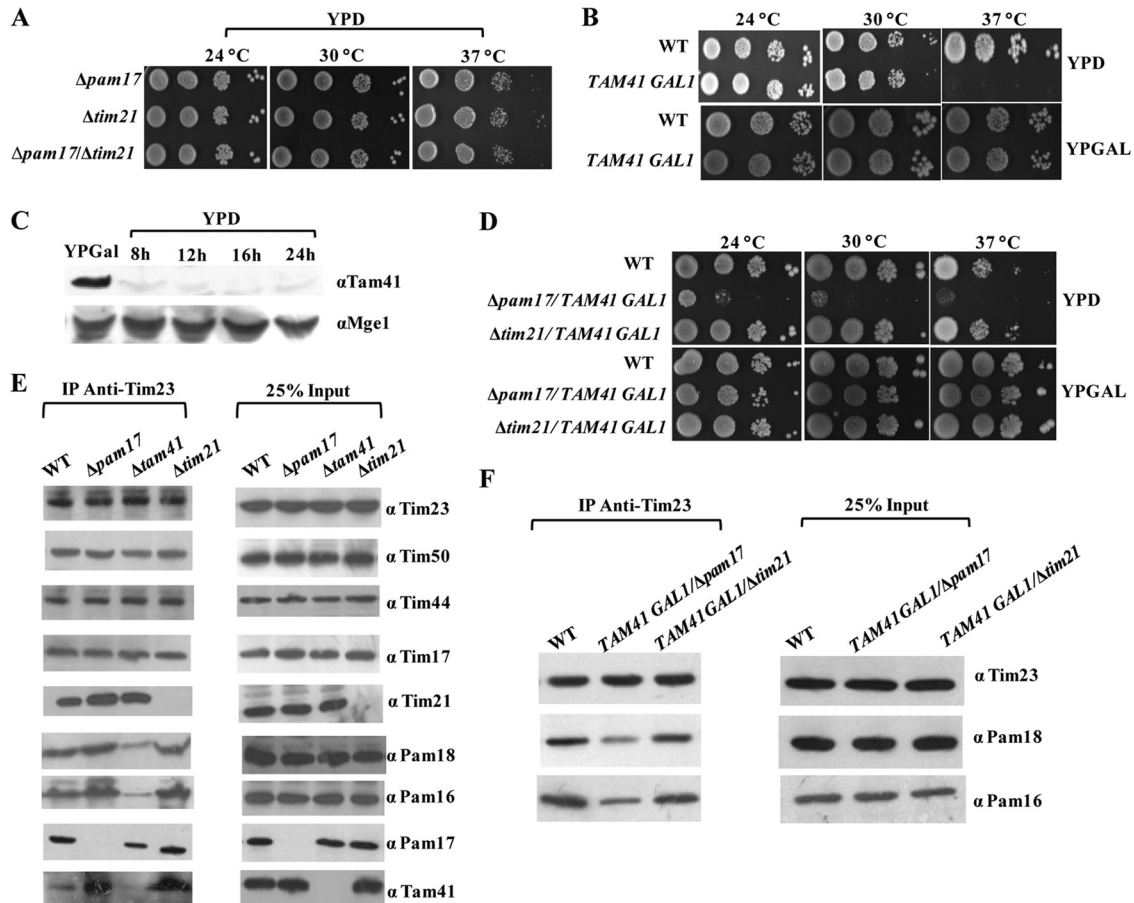 A
YPD
24 °C 30 °C 37 °C
Δpam17
Δtim21
Δpam17/Δtim21
B
24 °C 30 °C 37 °C
WT
TAM41 GAL1
YPD
WT
TAM41 GAL1
YPGAL
C
YPD
YPGal 8h 12h 16h 24h
αTam41
αMge1
D
24 °C 30 °C 37 °C
WT
Δpam17/TAM41 GAL1
Δtim21/TAM41 GAL1
YPD
WT
Δpam17/TAM41 GAL1
Δtim21/TAM41 GAL1
YPGAL
E
IP Anti-Tim23 25% Input
WT Δpam17 Δtam41 Δtim21 WT Δpam17 Δtam41 Δtim21
α Tim23
α Tim50
α Tim44
α Tim17
α Tim21
α Pam18
α Pam16
α Pam17
α Tam41
F
IP Anti-Tim23 25% Input
WT TAM41 GAL1/Δpam17 TAM41GAL1/Δtim21 WT TAM41GAL1/Δpam17 TAM41 GAL1/Δtim21
α Tim23
α Pam18
α Pam16